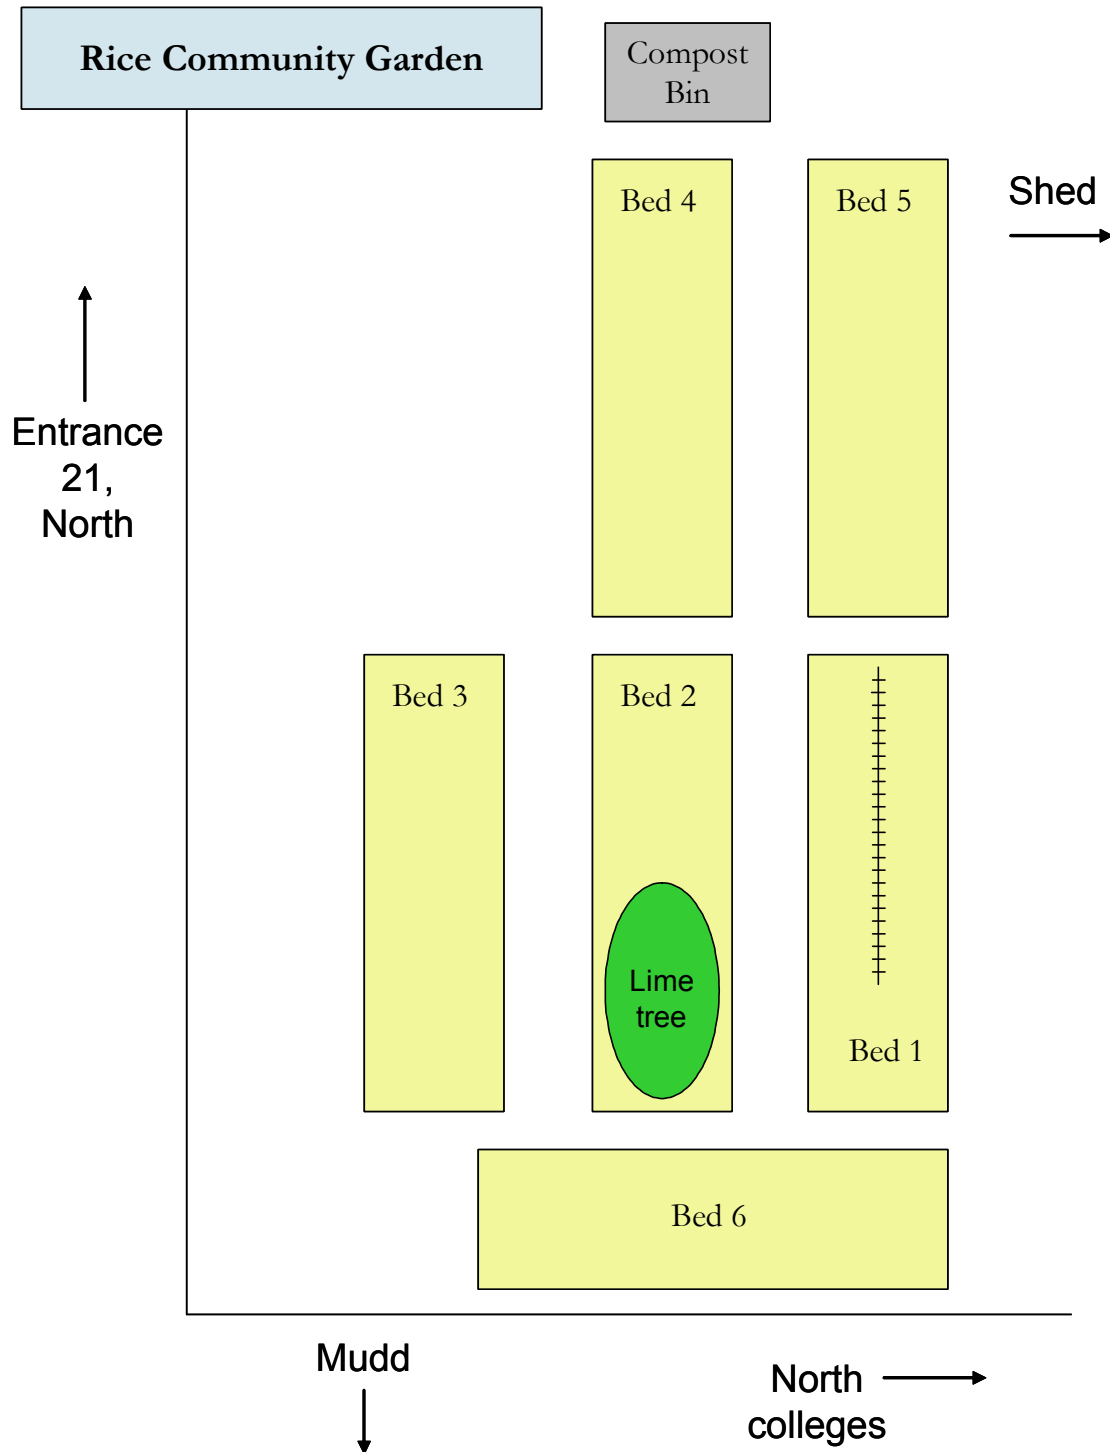 Rice Community Garden
Compost
Bin
Bed 4
Bed 5
Shed
Entrance
21,
North
Bed 3
Bed 2
Lime
tree
Bed 1
Bed 6
Mudd
North
colleges